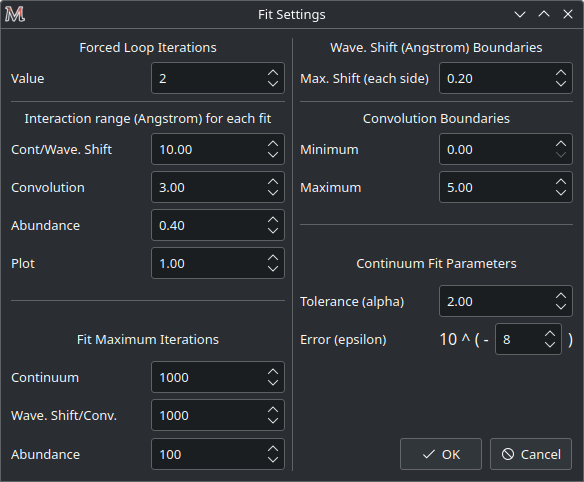 Fit Settings
Forced Loop Iterations
Value 2
Interaction range (Angstrom) for each fit
Cont/Wave. Shift 10.00
Convolution 3.00
Abundance 0.40
Plot 1.00
Fit Maximum Iterations
Continuum 1000
Wave. Shift/Conv. 1000
Abundance 100
Wave. Shift (Angstrom) Boundaries
Max. Shift (each side) 0.20
Convolution Boundaries
Minimum 0.00
Maximum 5.00
Continuum Fit Parameters
Tolerance (alpha) 2.00
Error (epsilon) 10 ^ ( - 8 )
OK Cancel